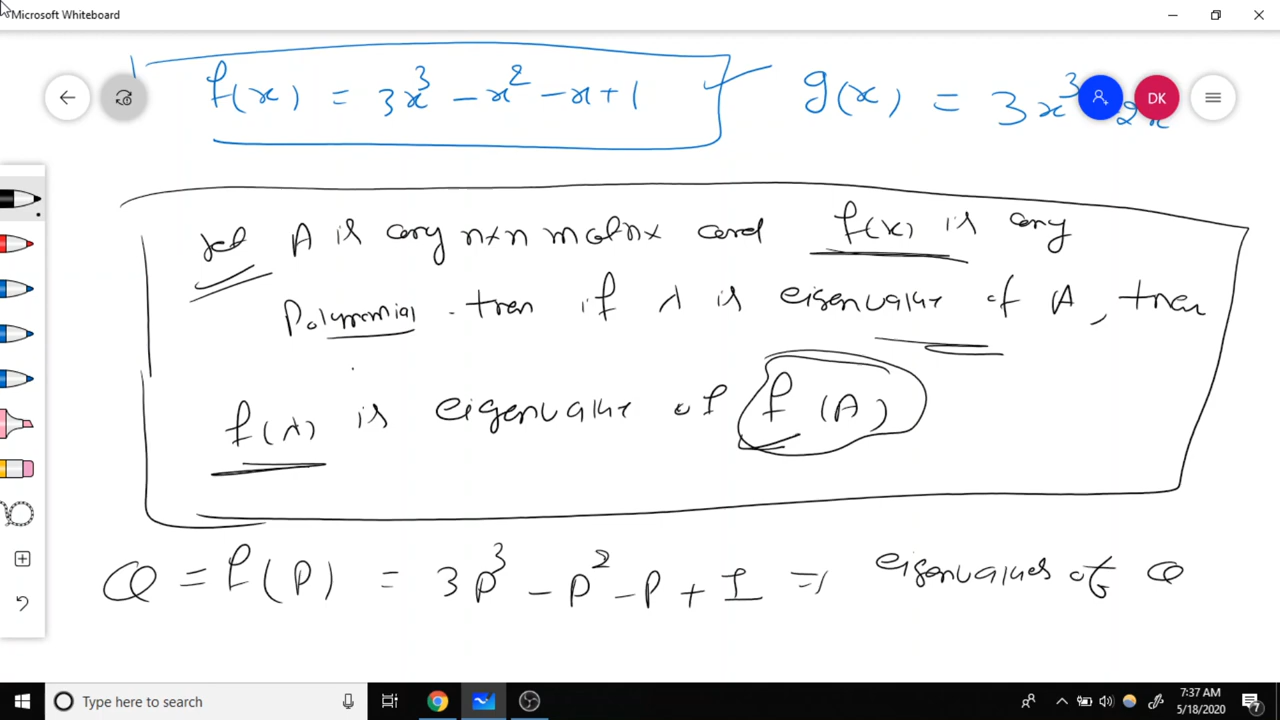 Microsoft Whiteboard
f(x) = 3x³ - x² - x + 1
g(x) = 3x³ 2x
DK
Let A is any n×n matrix and f(x) is any
Polynomial . then if λ is eigenvalue of A, then
f(λ) is eigenvalue of f(A)
Q = f(P) = 3P³ - P² - P + I ⇒ eigenvalues of Q
Type here to search
7:37 AM
5/18/2020
7